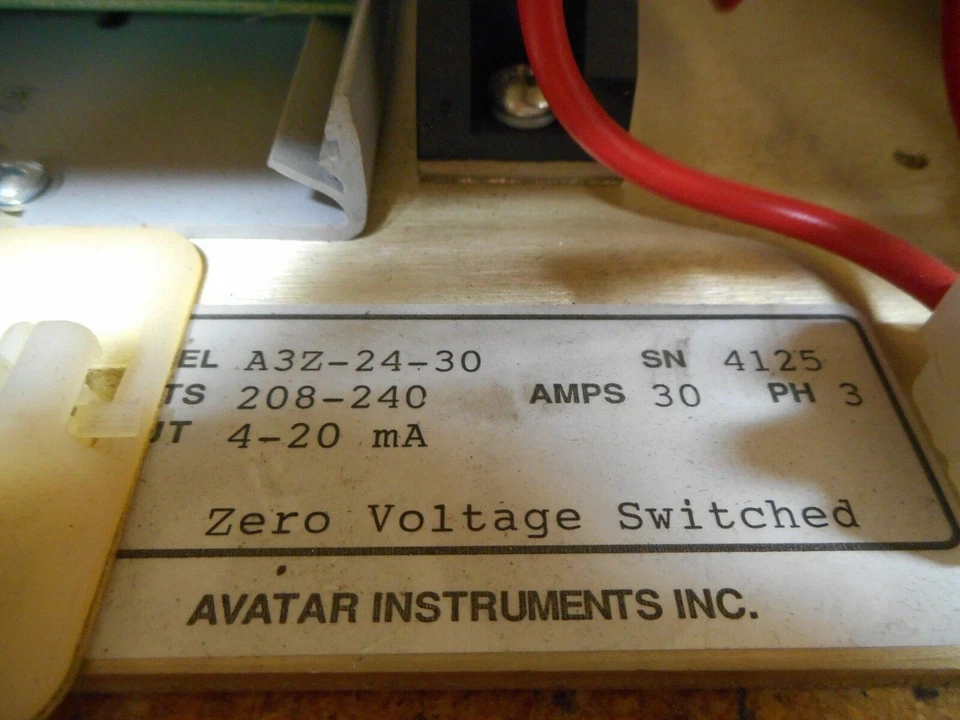 EL A3Z-24-30 SN 4125
TS 208-240 AMPS 30 PH 3
UT 4-20 mA
Zero Voltage Switched
AVATAR INSTRUMENTS INC.